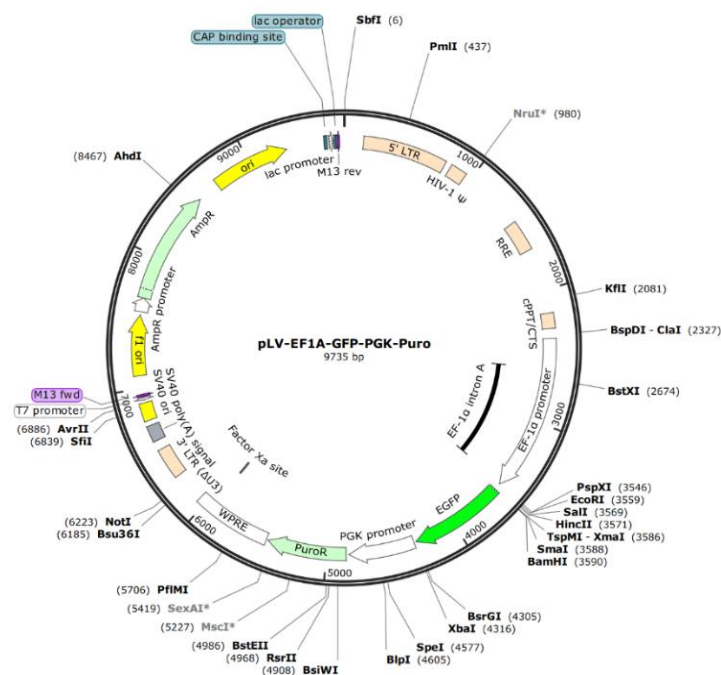 lac operator
CAP binding site
SbfI (6)
PmlI (437)
NruI* (980)
(8467) AhdI
9000
ori
lac promoter
M13 rev
5' LTR
1000
HIV-1 Ψ
RRE
2000
AmpR
8000
AmpR promoter
f1 ori
KflI (2081)
cPPT/CTS
BspDI - ClaI (2327)
pLV-EF1A-GFP-PGK-Puro
9735 bp
BstXI (2674)
EF-1α intron A
EF-1α promoter
3000
M13 fwd
T7 promoter
7000
(6886) AvrII
(6839) SfiI
SV40 ori
SV40 poly(A) signal
3' LTR (ΔU3)
Factor Xa site
PspXI (3546)
EcoRI (3559)
SalI (3569)
HincII (3571)
TspMI - XmaI (3586)
SmaI (3588)
BamHI (3590)
EGFP
4000
PGK promoter
PuroR
5000
WPRE
6000
(6223) NotI
(6185) Bsu36I
(5706) PflMI
(5419) SexAI*
(5227) MscI*
(4986) BstEII
(4968) RsrII
(4908) BsiWI
BsrGI (4305)
XbaI (4316)
SpeI (4577)
BlpI (4605)